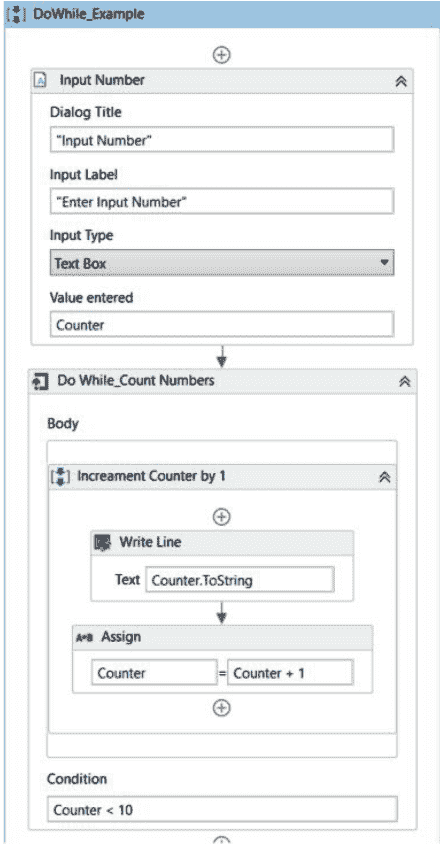 DoWhile_Example
Input Number
Dialog Title
"Input Number"
Input Label
"Enter Input Number"
Input Type
Text Box
Value entered
Counter
Do While_Count Numbers
Body
Increament Counter by 1
Write Line
Text Counter.ToString
A+B Assign
Counter = Counter + 1
Condition
Counter < 10